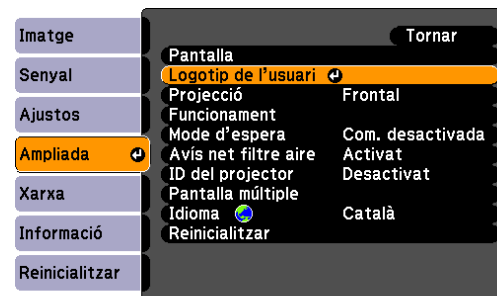 Imatge
Senyal
Ajustos
Ampliada
Xarxa
Informació
Reinicialitzar
Tornar
Pantalla
Logotip de l'usuari
Projecció Frontal
Funcionament
Mode d'espera Com. desactivada
Avís net filtre aire Activat
ID del projector Desactivat
Pantalla múltiple
Idioma Català
Reinicialitzar